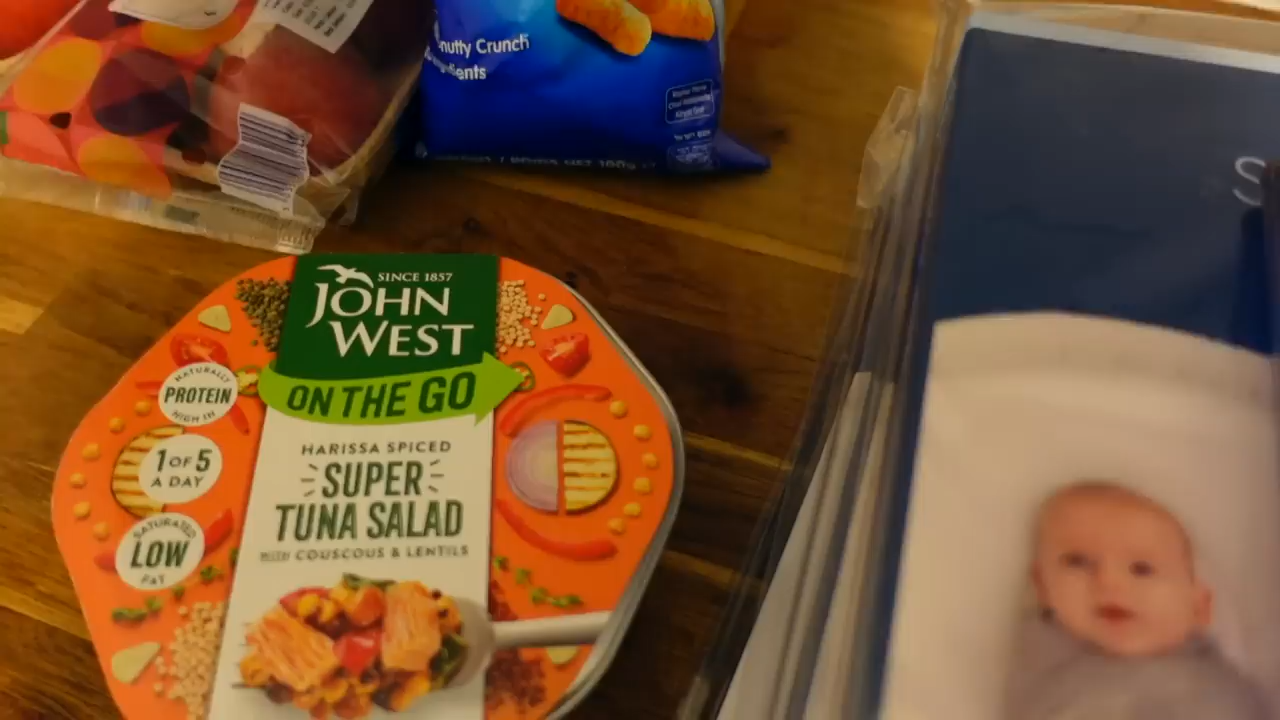 nutty Crunch
SINCE 1857
JOHN
WEST
ON THE GO
NATURALLY
PROTEIN
HIGH IN
1 OF 5
A DAY
SATURATED
LOW
FAT
HARISSA SPICED
SUPER
TUNA SALAD
WITH COUSCOUS & LENTILS
S